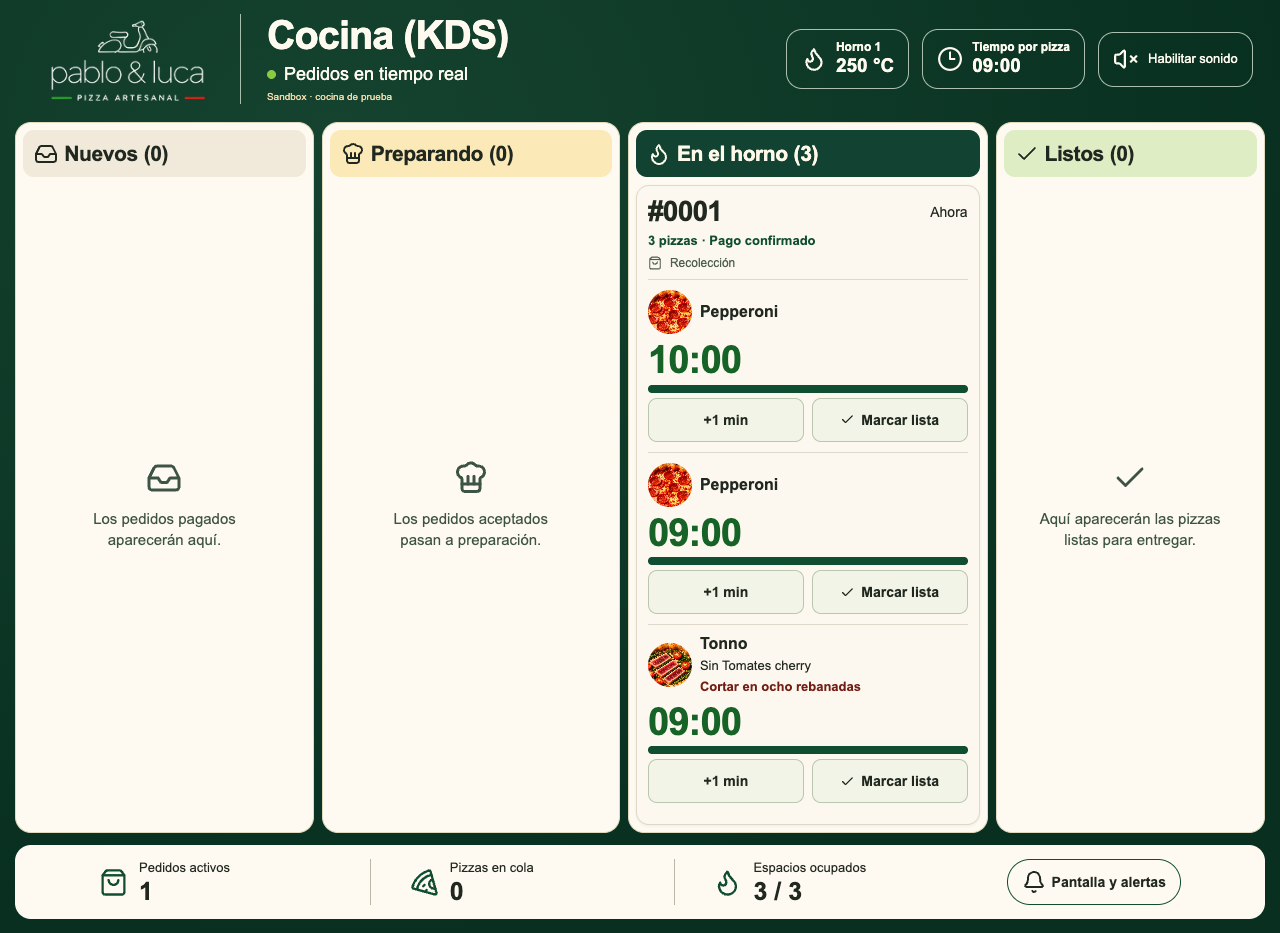 pablo & luca
PIZZA ARTESANAL
Cocina (KDS)
Pedidos en tiempo real
Sandbox · cocina de prueba
Horno 1
250 °C
Tiempo por pizza
09:00
Habilitar sonido
Nuevos (0)
Los pedidos pagados
aparecerán aquí.
Preparando (0)
Los pedidos aceptados
pasan a preparación.
En el horno (3)
#0001
Ahora
3 pizzas · Pago confirmado
Recolección
Pepperoni
10:00
+1 min
Marcar lista
Pepperoni
09:00
+1 min
Marcar lista
Tonno
Sin Tomates cherry
Cortar en ocho rebanadas
09:00
+1 min
Marcar lista
Listos (0)
Aquí aparecerán las pizzas
listas para entregar.
Pedidos activos
1
Pizzas en cola
0
Espacios ocupados
3 / 3
Pantalla y alertas